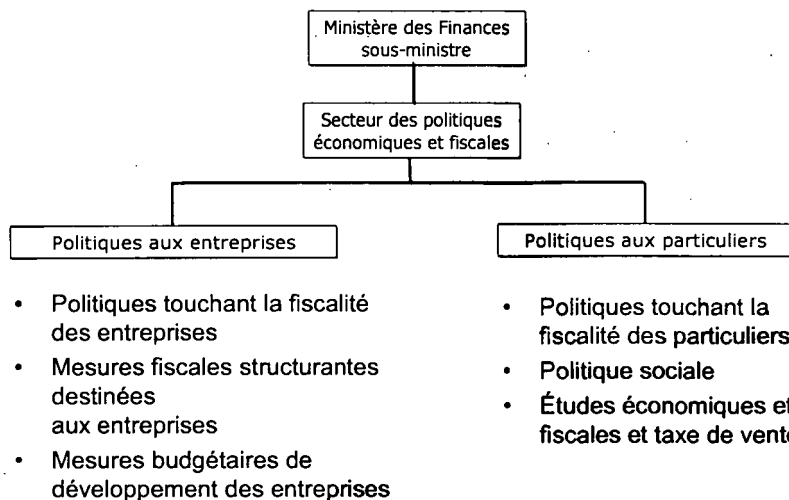 Ministère des Finances
sous-ministre
Secteur des politiques
économiques et fiscales
Politiques aux entreprises
• Politiques touchant la fiscalité
des entreprises
• Mesures fiscales structurantes
destinées
aux entreprises
• Mesures budgétaires de
développement des entreprises
Politiques aux particuliers
• Politiques touchant la
fiscalité des particuliers
• Politique sociale
• Études économiques et
fiscales et taxe de vente